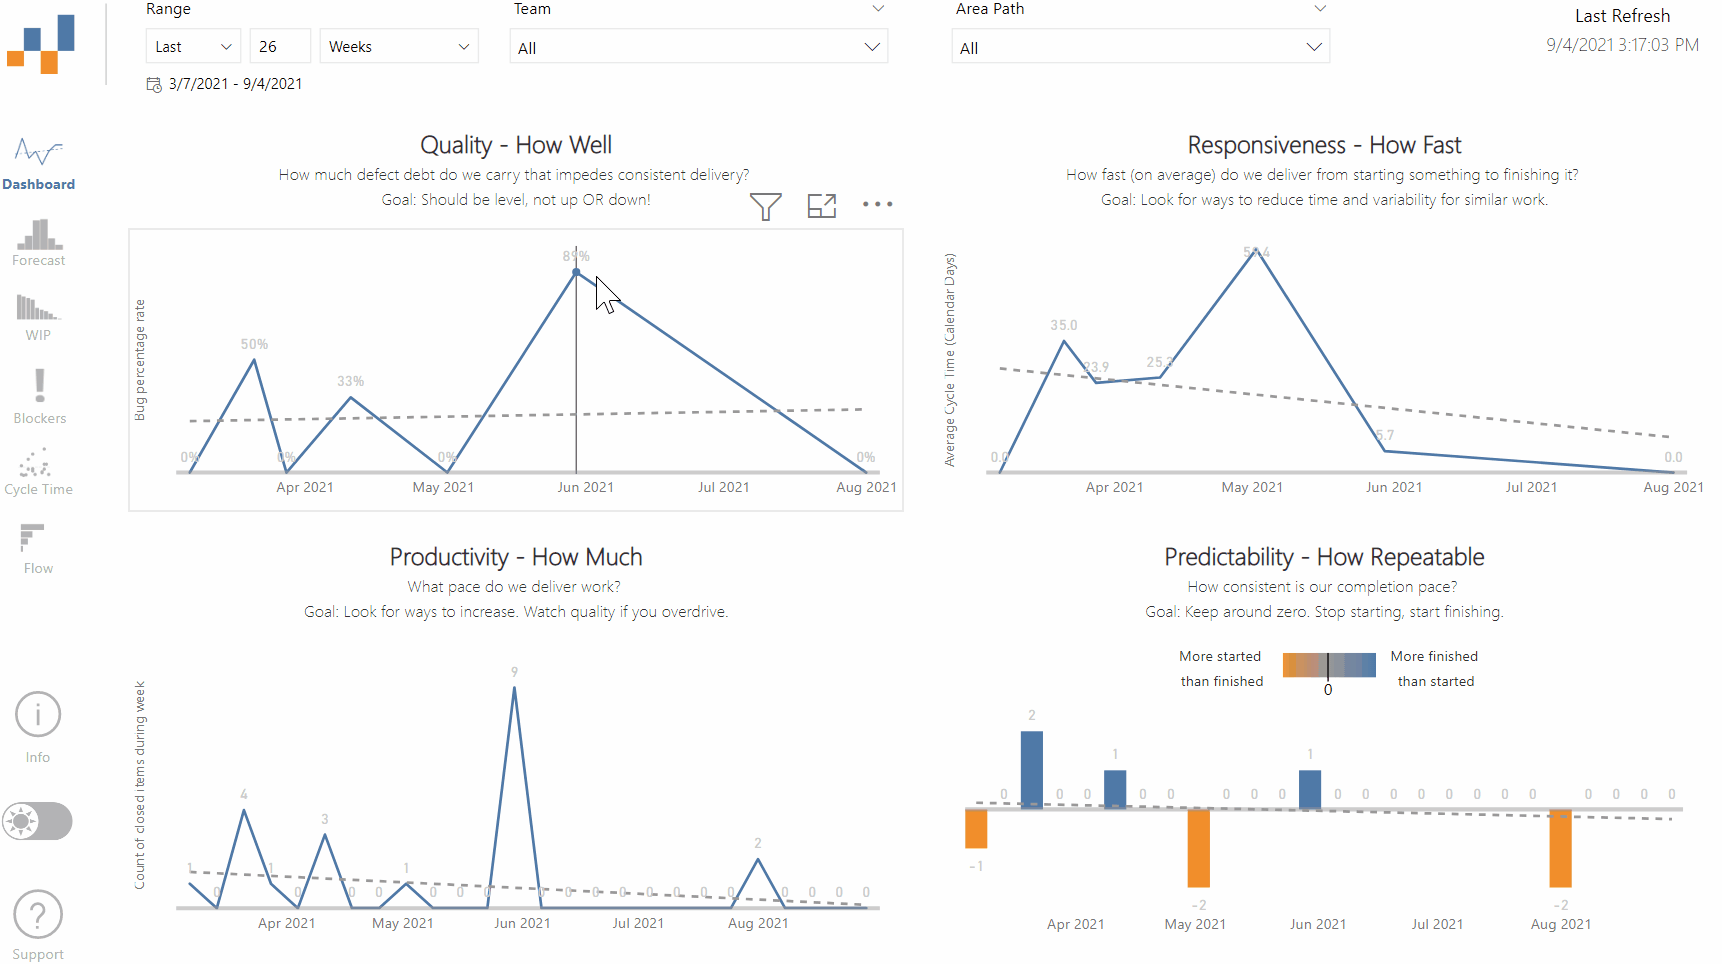 Range
Team
Area Path
Last Refresh
Last
26
Weeks
All
All
9/4/2021 3:17:03 PM
3/7/2021 - 9/4/2021
Dashboard
Forecast
WIP
Blockers
Cycle Time
Flow
Info
Support
Quality - How Well
How much defect debt do we carry that impedes consistent delivery?
Goal: Should be level, not up OR down!
Bug percentage rate
0%
50%
0%
33%
0%
89%
0%
Apr 2021
May 2021
Jun 2021
Jul 2021
Aug 2021
Responsiveness - How Fast
How fast (on average) do we deliver from starting something to finishing it?
Goal: Look for ways to reduce time and variability for similar work.
Average Cycle Time (Calendar Days)
0.0
35.0
23.9
25.3
59.4
5.7
0.0
Apr 2021
May 2021
Jun 2021
Jul 2021
Aug 2021
Productivity - How Much
What pace do we deliver work?
Goal: Look for ways to increase. Watch quality if you overdrive.
Count of closed items during week
1
0
4
1
0
3
0
0
1
0
0
0
9
0
0
0
0
0
0
0
0
2
0
0
0
0
Apr 2021
May 2021
Jun 2021
Jul 2021
Aug 2021
Predictability - How Repeatable
How consistent is our completion pace?
Goal: Keep around zero. Stop starting, start finishing.
More started
than finished
0
More finished
than started
-1
0
2
0
0
1
0
0
-2
0
0
0
1
0
0
0
0
0
0
0
0
-2
0
0
0
0
Apr 2021
May 2021
Jun 2021
Jul 2021
Aug 2021